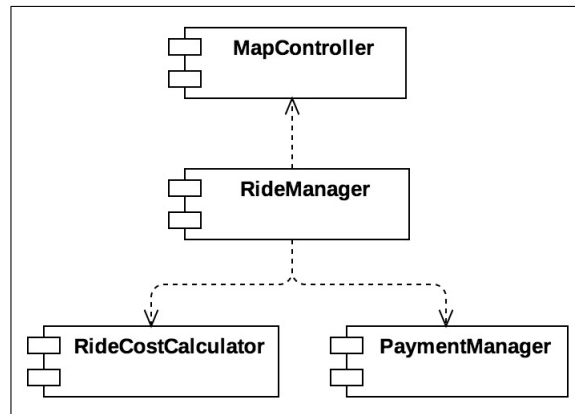 MapController
RideManager
RideCostCalculator
PaymentManager